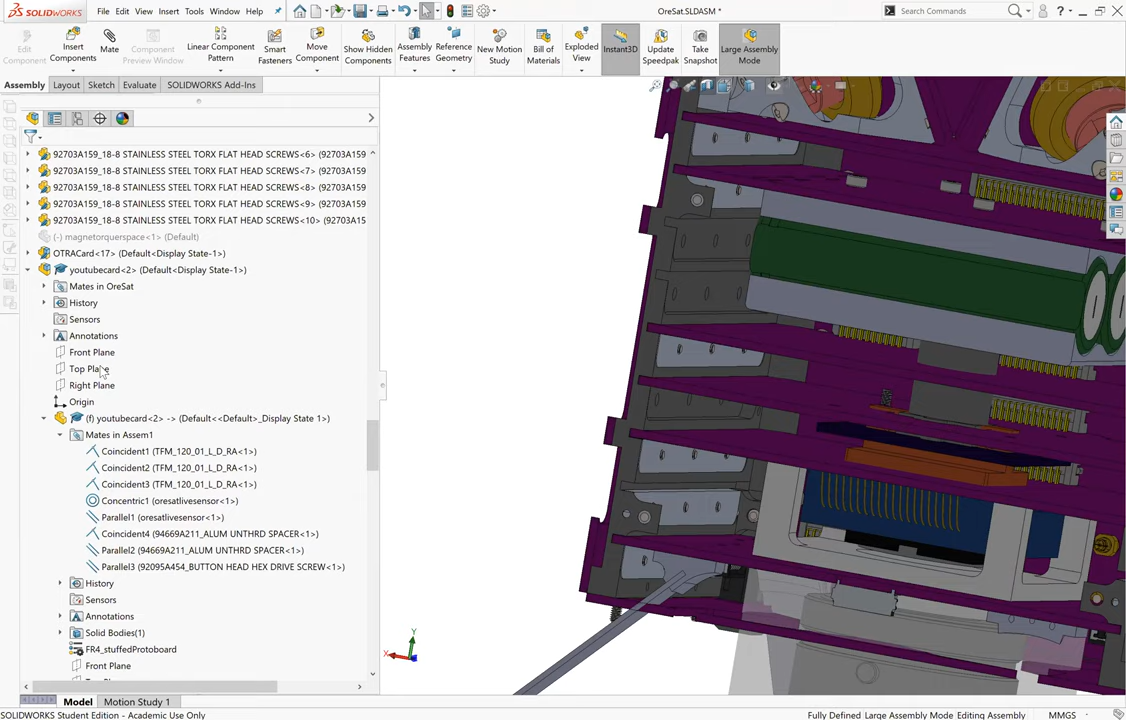 SOLIDWORKS File Edit View Insert Tools Window Help OreSat.SLDASM * Search Commands
Edit Component
Insert Components
Mate
Component Preview Window
Linear Component Pattern
Smart Fasteners
Move Component
Show Hidden Components
Assembly Features
Reference Geometry
New Motion Study
Bill of Materials
Exploded View
Instant3D
Update Speedpak
Take Snapshot
Large Assembly Mode
Assembly Layout Sketch Evaluate SOLIDWORKS Add-Ins
92703A159_18-8 STAINLESS STEEL TORX FLAT HEAD SCREWS<6> (92703A159
92703A159_18-8 STAINLESS STEEL TORX FLAT HEAD SCREWS<7> (92703A159
92703A159_18-8 STAINLESS STEEL TORX FLAT HEAD SCREWS<8> (92703A159
92703A159_18-8 STAINLESS STEEL TORX FLAT HEAD SCREWS<9> (92703A159
92703A159_18-8 STAINLESS STEEL TORX FLAT HEAD SCREWS<10> (92703A15
(-) magnetorquerspace<1> (Default)
OTRACard<17> (Default<Display State-1>)
youtubecard<2> (Default<Display State-1>)
Mates in OreSat
History
Sensors
Annotations
Front Plane
Top Plane
Right Plane
Origin
(f) youtubecard<2> -> (Default<<Default>_Display State 1>)
Mates in Assem1
Coincident1 (TFM_120_01_L_D_RA<1>)
Coincident2 (TFM_120_01_L_D_RA<1>)
Coincident3 (TFM_120_01_L_D_RA<1>)
Concentric1 (oresatlivesensor<1>)
Parallel1 (oresatlivesensor<1>)
Coincident4 (94669A211_ALUM UNTHRD SPACER<1>)
Parallel2 (94669A211_ALUM UNTHRD SPACER<1>)
Parallel3 (92095A454_BUTTON HEAD HEX DRIVE SCREW<1>)
History
Sensors
Annotations
Solid Bodies(1)
FR4_stuffedProtoboard
Front Plane
Y
X
Model Motion Study 1
SOLIDWORKS Student Edition - Academic Use Only Fully Defined Large Assembly Mode Editing Assembly MMGS